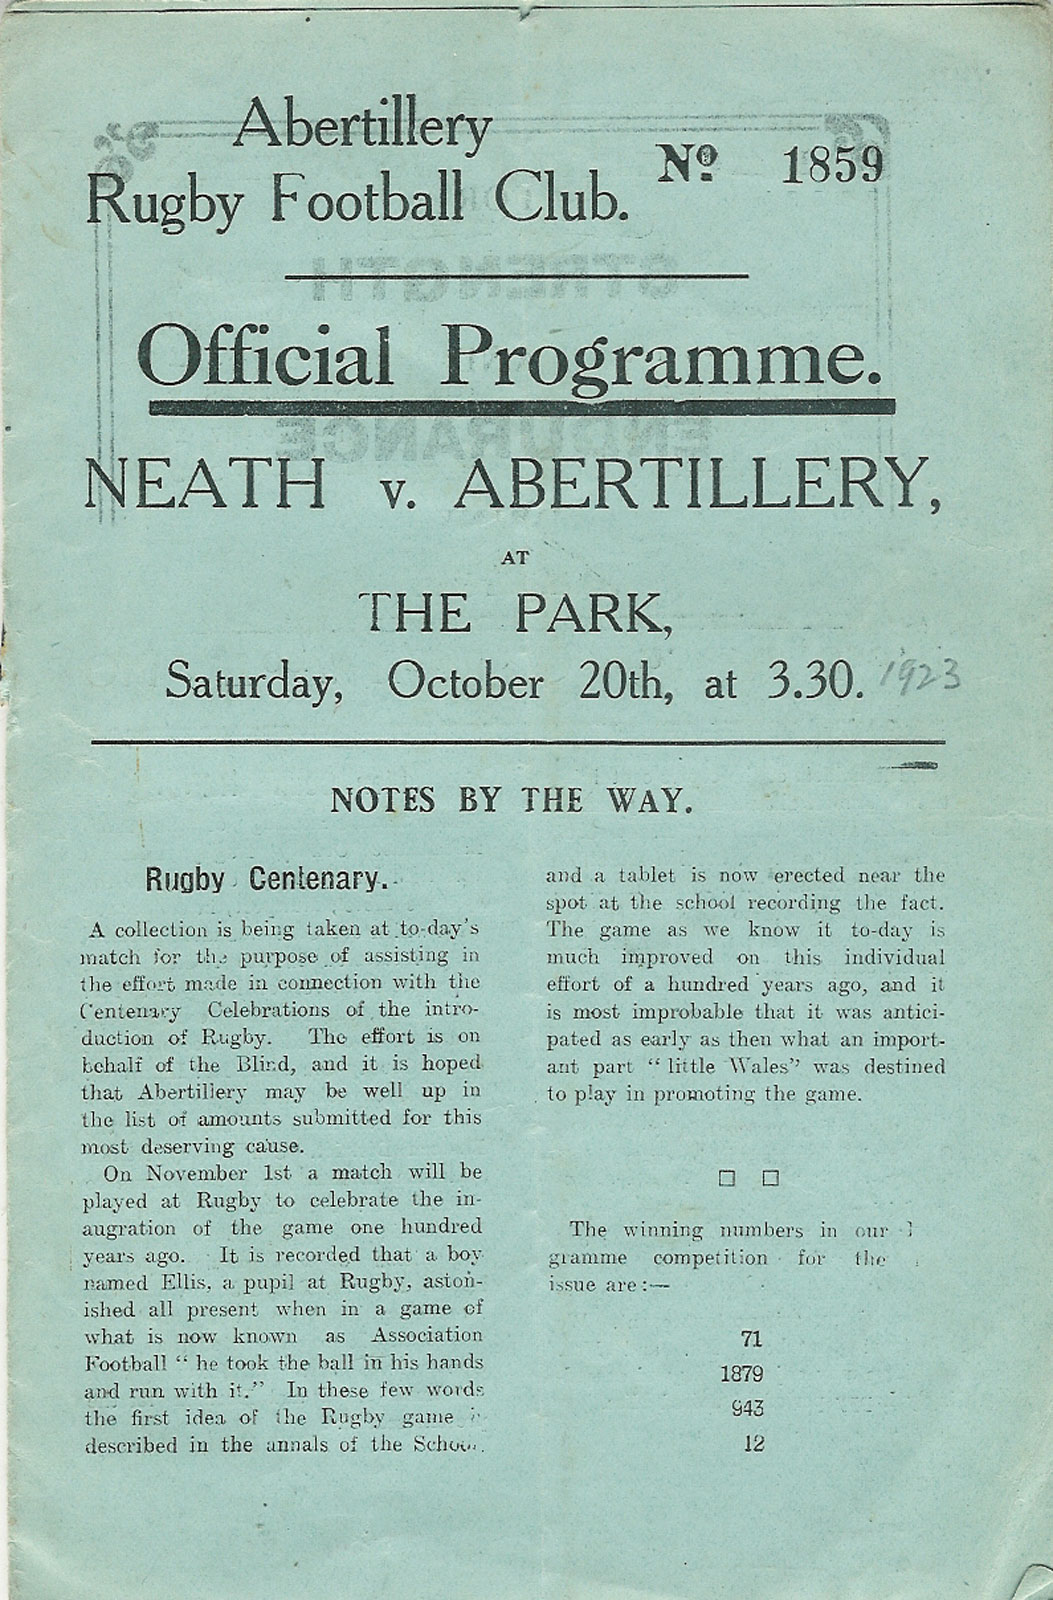 Abertillery
Rugby Football Club.
No. 1859
Official Programme.
NEATH v. ABERTILLERY,
AT
THE PARK,
Saturday, October 20th, at 3.30. 1923
NOTES BY THE WAY.
Rugby Centenary.
A collection is being taken at to-day's
match for the purpose of assisting in
the effort made in connection with the
Centenary Celebrations of the intro-
duction of Rugby. The effort is on
behalf of the Blind, and it is hoped
that Abertillery may be well up in
the list of amounts submitted for this
most deserving cause.
On November 1st a match will be
played at Rugby to celebrate the in-
augration of the game one hundred
years ago. It is recorded that a boy
named Ellis, a pupil at Rugby, aston-
ished all present when in a game of
what is now known as Association
Football " he took the ball in his hands
and run with it." In these few words
the first idea of the Rugby game
described in the annals of the School.
and a tablet is now erected near the
spot at the school recording the fact.
The game as we know it to-day is
much improved on this individual
effort of a hundred years ago, and it
is most improbable that it was antici-
pated as early as then what an import-
ant part " little Wales" was destined
to play in promoting the game.
The winning numbers in our
gramme competition for the
issue are :—
71
1879
943
12
STRENGTH
ENDURANCE